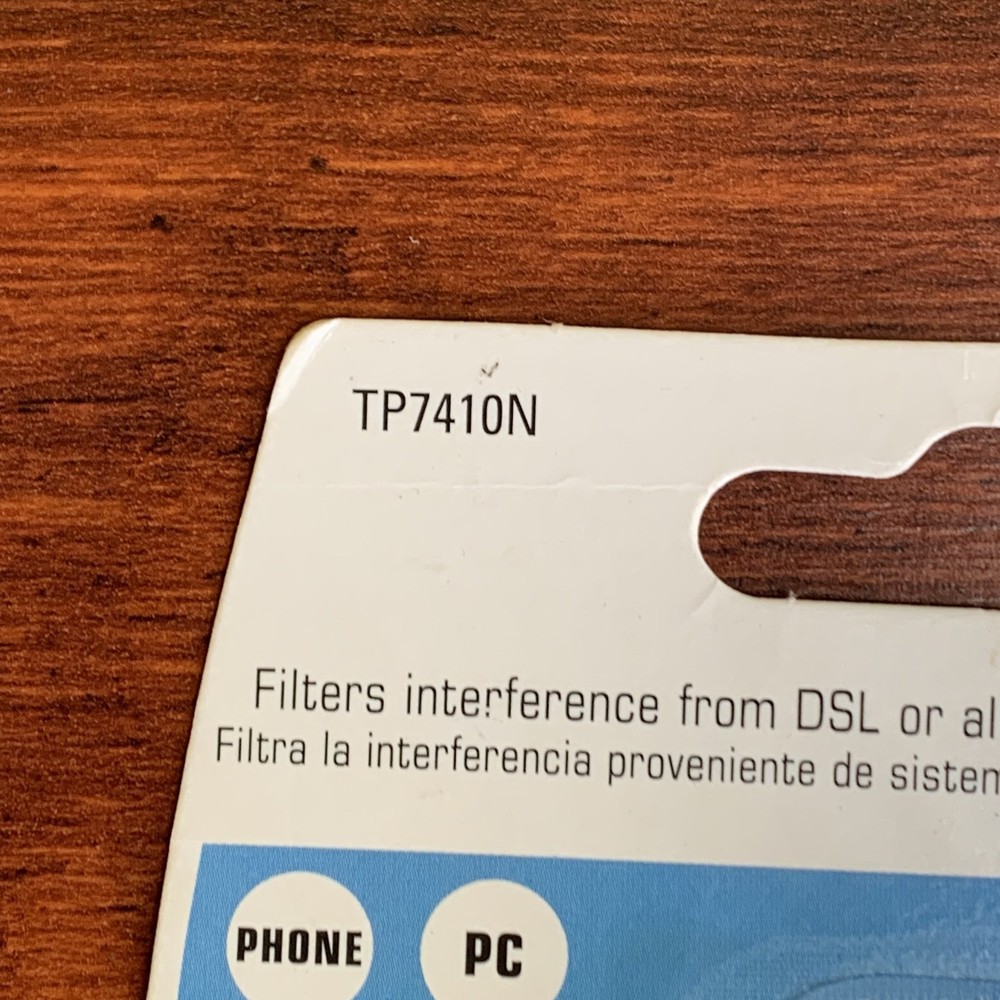 TP7410N
Filters interference from DSL or al
Filtra la interferencia proveniente de sisten
PHONE
PC